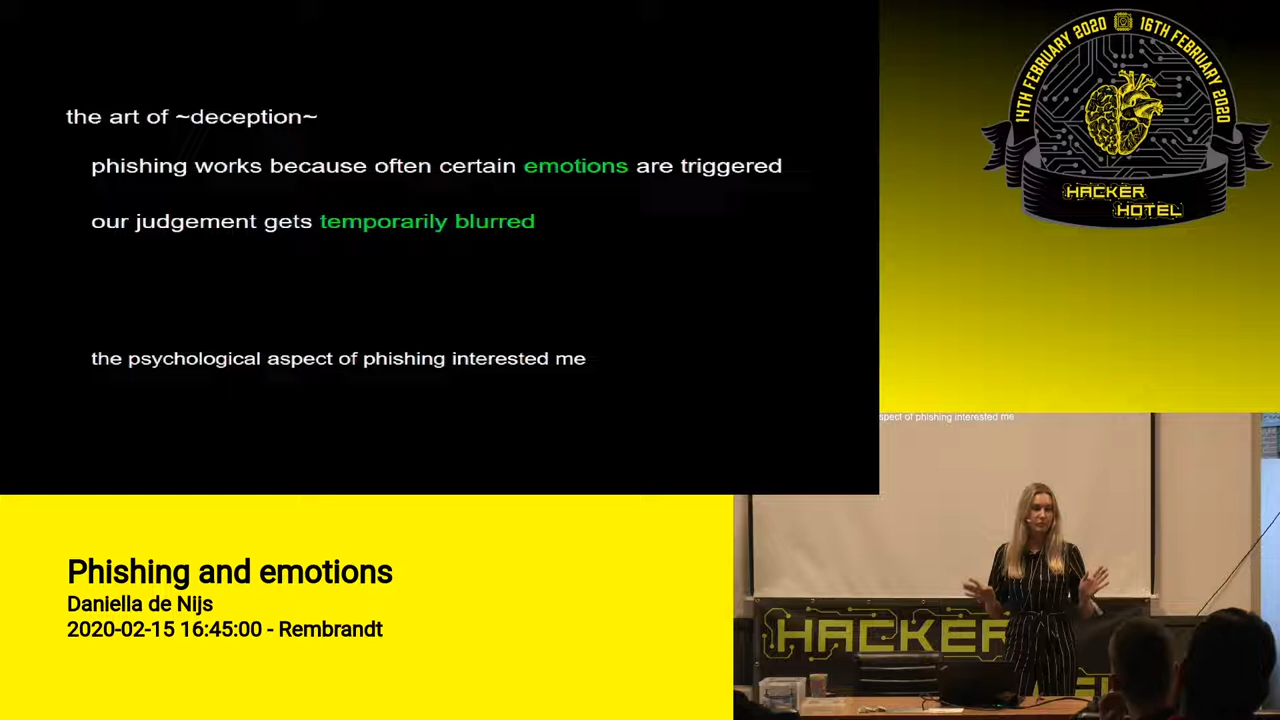 the art of ~deception~
phishing works because often certain emotions are triggered
our judgement gets temporarily blurred
the psychological aspect of phishing interested me
14TH FEBRUARY 2020
16TH FEBRUARY 2020
HACKER
HOTEL
spect of phishing interested me
HACKER
Phishing and emotions
Daniella de Nijs
2020-02-15 16:45:00 - Rembrandt